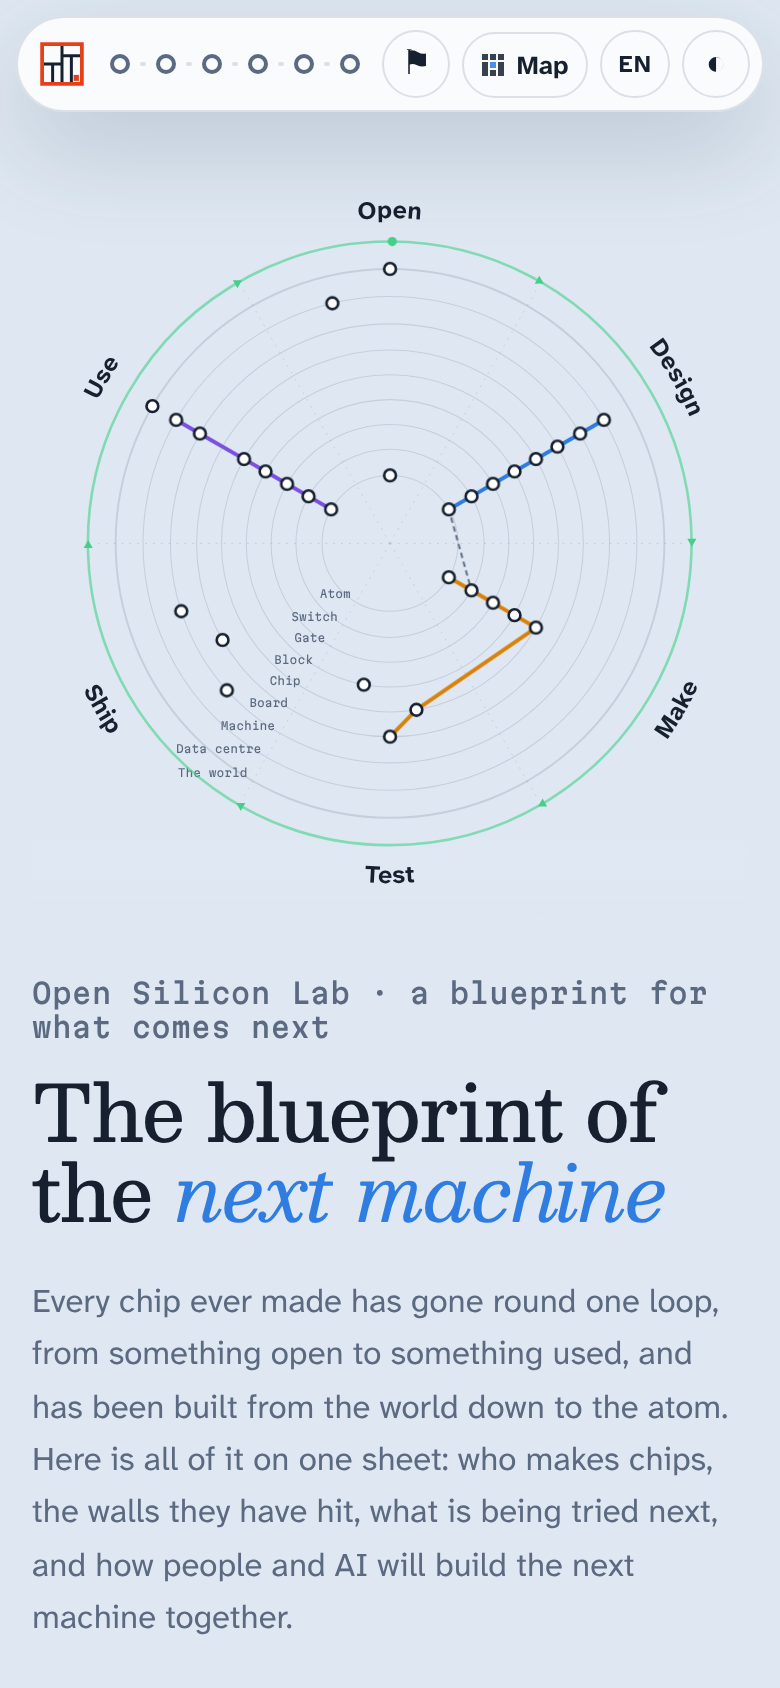 Map
EN
Open
Use
Design
Atom
Switch
Gate
Block
Chip
Board
Machine
Data centre
The world
Ship
Make
Test
Open Silicon Lab · a blueprint for
what comes next
The blueprint of
the next machine
Every chip ever made has gone round one loop,
from something open to something used, and
has been built from the world down to the atom.
Here is all of it on one sheet: who makes chips,
the walls they have hit, what is being tried next,
and how people and AI will build the next
machine together.